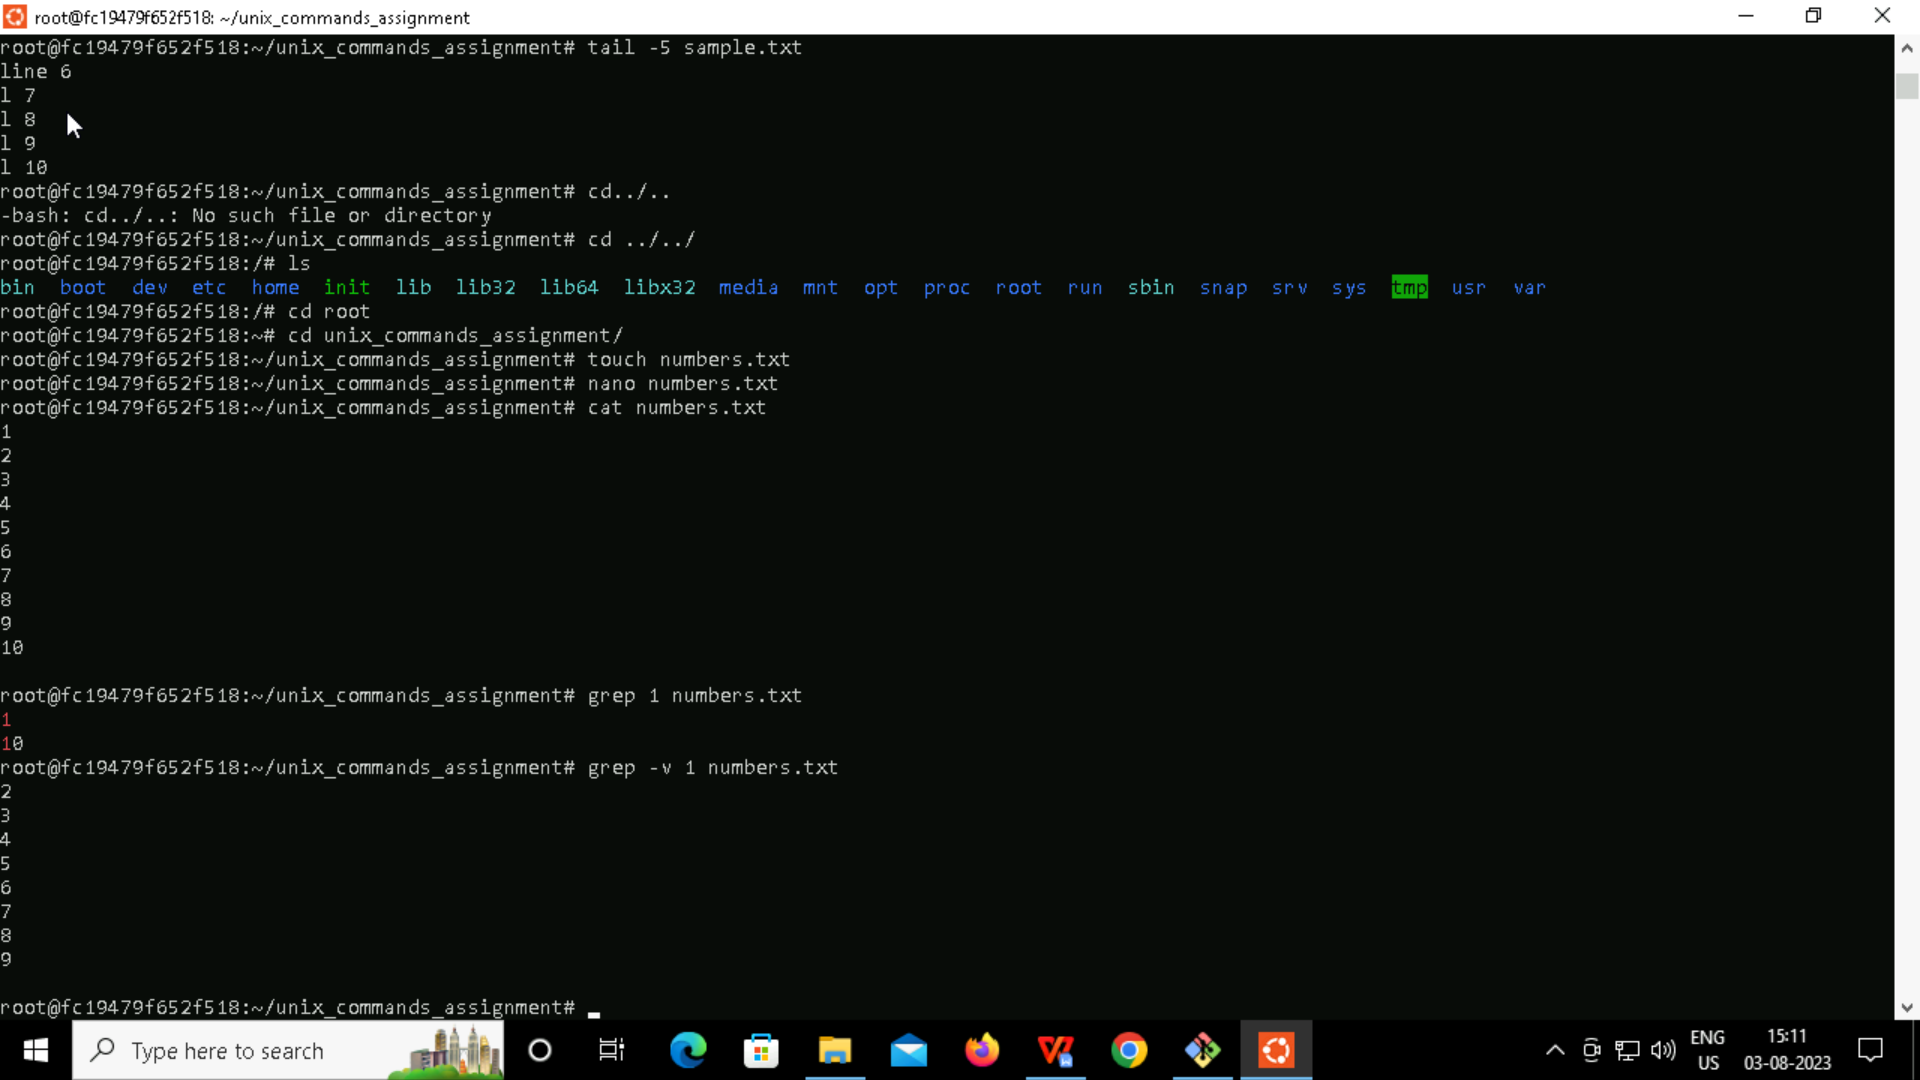 root@fc19479f652f518: ~/unix_commands_assignment
root@fc19479f652f518:~/unix_commands_assignment# tail -5 sample.txt
line 6
l 7
l 8
l 9
l 10
root@fc19479f652f518:~/unix_commands_assignment# cd../..
-bash: cd../..: No such file or directory
root@fc19479f652f518:~/unix_commands_assignment# cd ../../
root@fc19479f652f518:/# ls
bin boot dev etc home init lib lib32 lib64 libx32 media mnt opt proc root run sbin snap srv sys tmp usr var
root@fc19479f652f518:/# cd root
root@fc19479f652f518:~# cd unix_commands_assignment/
root@fc19479f652f518:~/unix_commands_assignment# touch numbers.txt
root@fc19479f652f518:~/unix_commands_assignment# nano numbers.txt
root@fc19479f652f518:~/unix_commands_assignment# cat numbers.txt
1
2
3
4
5
6
7
8
9
10
root@fc19479f652f518:~/unix_commands_assignment# grep 1 numbers.txt
1
10
root@fc19479f652f518:~/unix_commands_assignment# grep -v 1 numbers.txt
2
3
4
5
6
7
8
9
root@fc19479f652f518:~/unix_commands_assignment#
Type here to search
ENG
US
15:11
03-08-2023